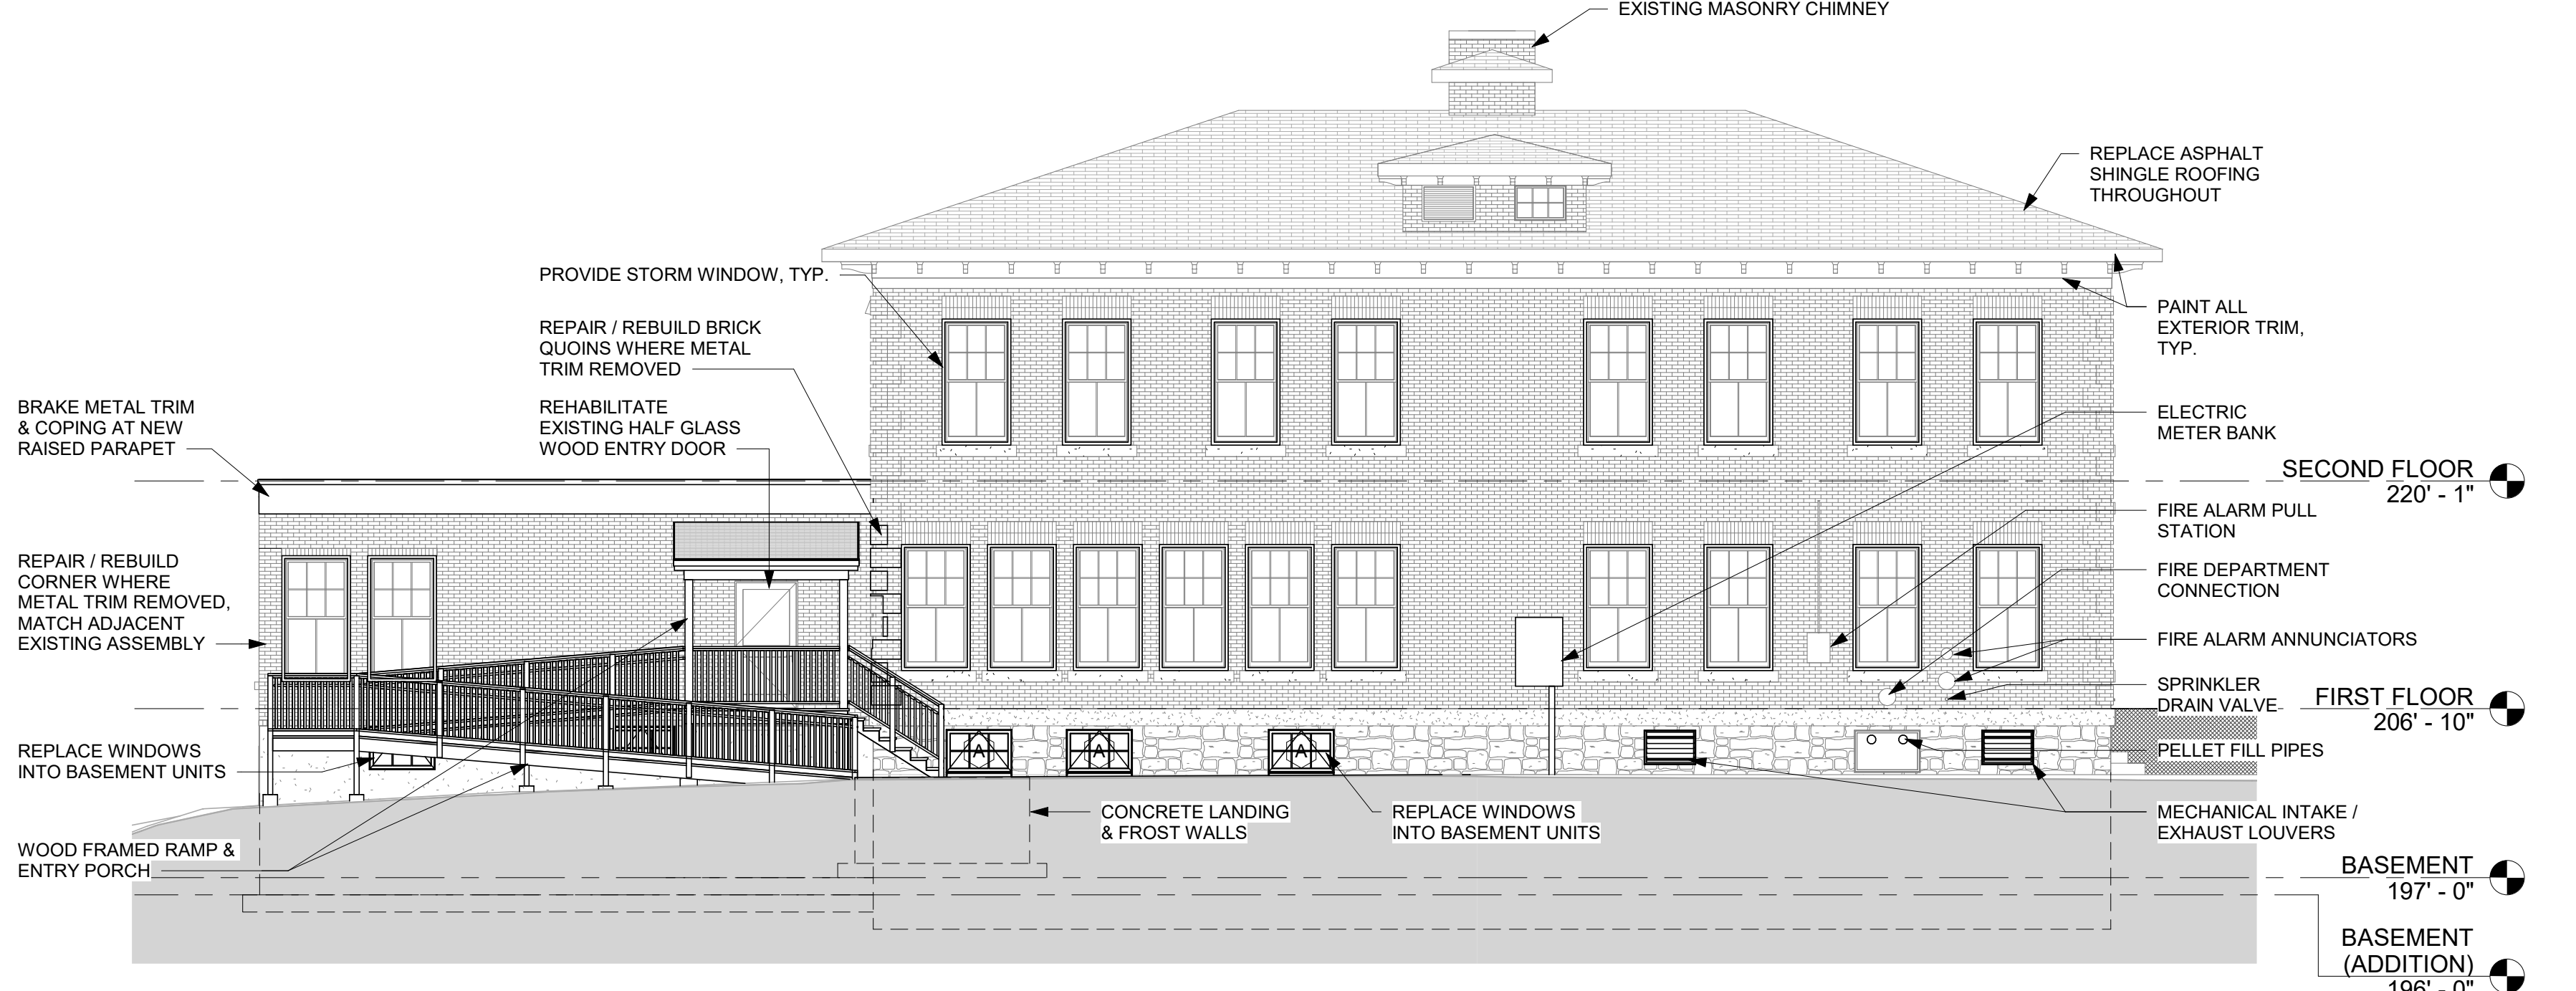 EXISTING MASONRY CHIMNEY
REPLACE ASPHALT
SHINGLE ROOFING
THROUGHOUT
PROVIDE STORM WINDOW, TYP.
PAINT ALL
EXTERIOR TRIM,
TYP.
REPAIR / REBUILD BRICK
QUOINS WHERE METAL
TRIM REMOVED
BRAKE METAL TRIM
& COPING AT NEW
RAISED PARAPET
REHABILITATE
EXISTING HALF GLASS
WOOD ENTRY DOOR
ELECTRIC
METER BANK
SECOND FLOOR
220' - 1"
FIRE ALARM PULL
STATION
REPAIR / REBUILD
CORNER WHERE
METAL TRIM REMOVED,
MATCH ADJACENT
EXISTING ASSEMBLY
FIRE DEPARTMENT
CONNECTION
FIRE ALARM ANNUNCIATORS
SPRINKLER
DRAIN VALVE
FIRST FLOOR
206' - 10"
REPLACE WINDOWS
INTO BASEMENT UNITS
A
A
A
PELLET FILL PIPES
CONCRETE LANDING
& FROST WALLS
REPLACE WINDOWS
INTO BASEMENT UNITS
MECHANICAL INTAKE /
EXHAUST LOUVERS
WOOD FRAMED RAMP &
ENTRY PORCH
BASEMENT
197' - 0"
BASEMENT
(ADDITION)
196' - 0"